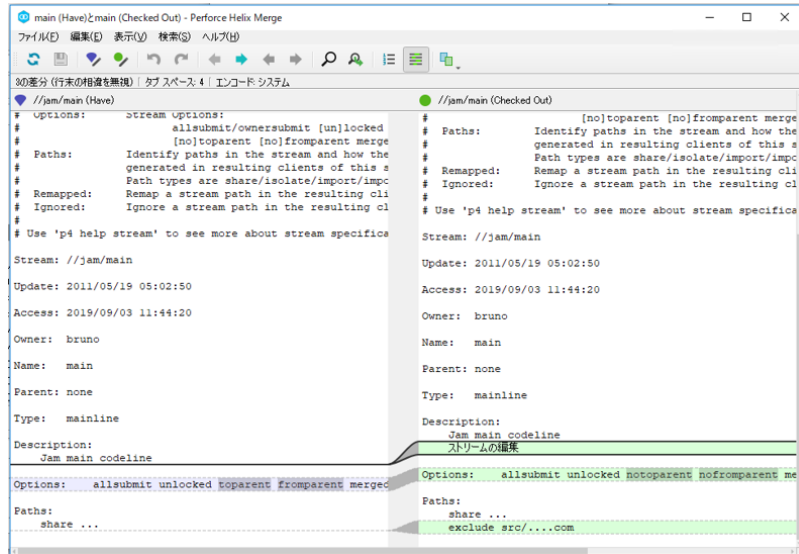 main (Have)とmain (Checked Out) - Perforce Helix Merge
ファイル(F) 編集(E) 表示(V) 検索(S) ヘルプ(H)
3の差分 (行末の相違を無視) タブ スペース: 4 エンコード: システム
//jam/main (Have)
# Options: Stream Options:
# allsubmit/ownersubmit [un]locked
# [no]toparent [no]fromparent merge
# Paths: Identify paths in the stream and how the
# generated in resulting clients of this s
# Path types are share/isolate/import/impo
# Remapped: Remap a stream path in the resulting cli
# Ignored: Ignore a stream path in the resulting cl
#
# Use 'p4 help stream' to see more about stream specifica
Stream: //jam/main
Update: 2011/05/19 05:02:50
Access: 2019/09/03 11:44:20
Owner: bruno
Name: main
Parent: none
Type: mainline
Description:
Jam main codeline
Options: allsubmit unlocked toparent fromparent merged
Paths:
share ...
//jam/main (Checked Out)
# [no]toparent [no]fromparent merge
# Paths: Identify paths in the stream and how the
# generated in resulting clients of this s
# Path types are share/isolate/import/impo
# Remapped: Remap a stream path in the resulting cli
# Ignored: Ignore a stream path in the resulting cl
#
# Use 'p4 help stream' to see more about stream specifica
Stream: //jam/main
Update: 2011/05/19 05:02:50
Access: 2019/09/03 11:44:20
Owner: bruno
Name: main
Parent: none
Type: mainline
Description:
Jam main codeline
ストリームの編集
Options: allsubmit unlocked notoparent nofromparent me
Paths:
share ...
exclude src/....com